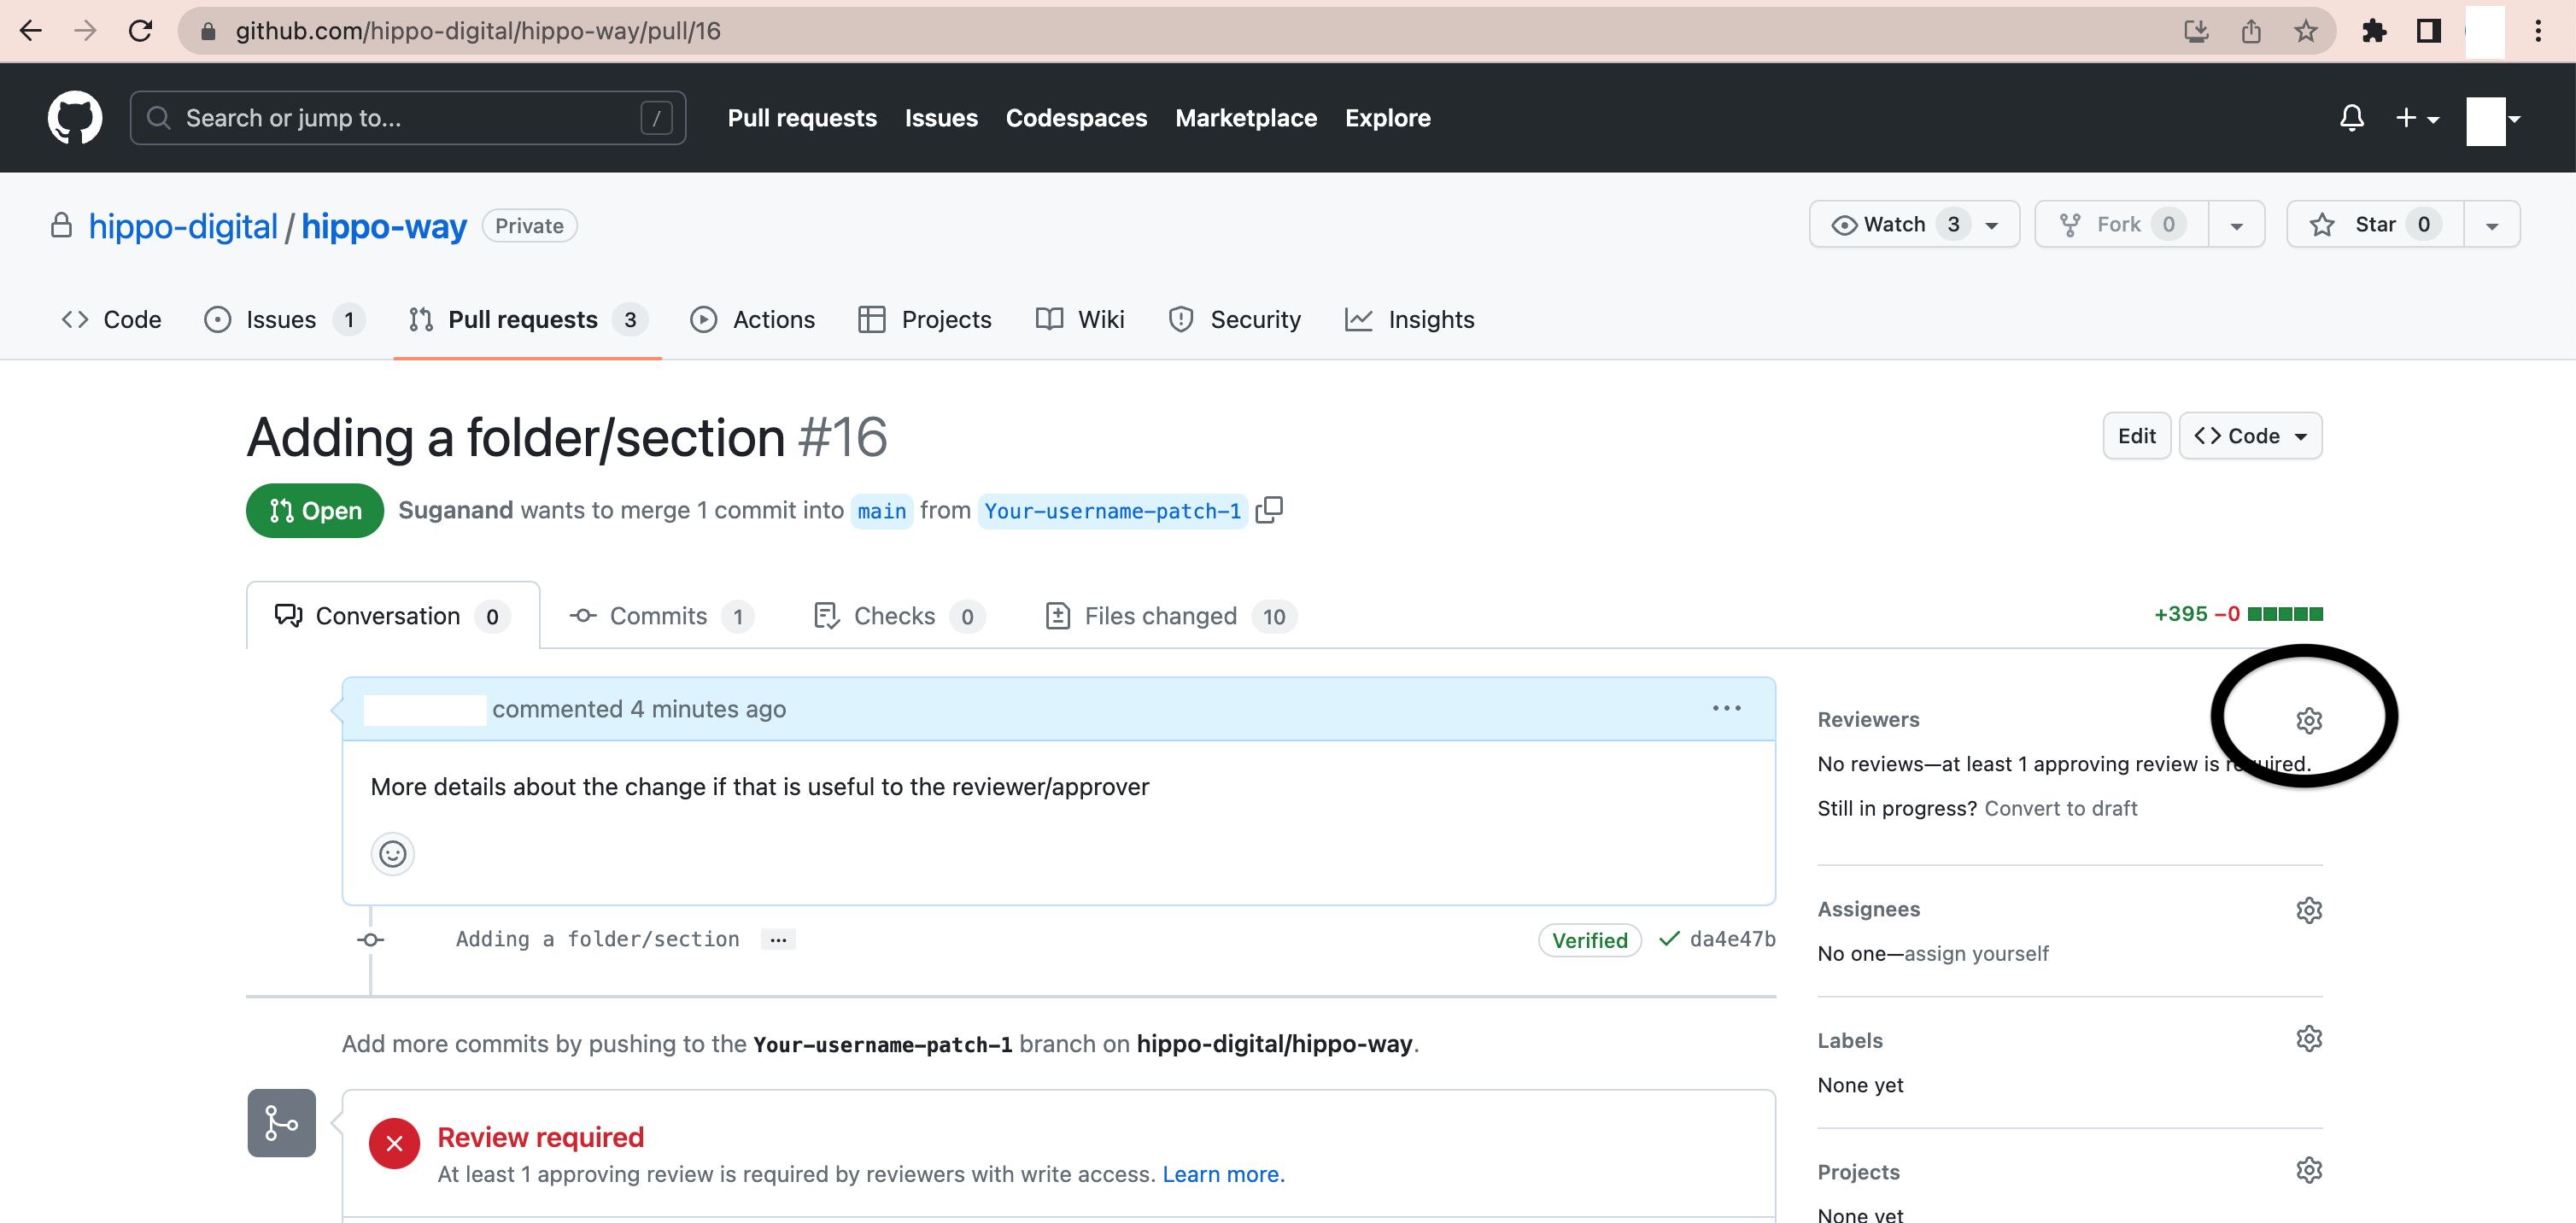 github.com/hippo-digital/hippo-way/pull/16
Search or jump to... /
Pull requests Issues Codespaces Marketplace Explore
hippo-digital / hippo-way Private
Watch 3 Fork 0 Star 0
Code Issues 1 Pull requests 3 Actions Projects Wiki Security Insights
Adding a folder/section #16
Edit Code
Open Suganand wants to merge 1 commit into main from Your-username-patch-1
Conversation 0 Commits 1 Checks 0 Files changed 10
+395 −0
commented 4 minutes ago
More details about the change if that is useful to the reviewer/approver
Adding a folder/section ... Verified da4e47b
Add more commits by pushing to the Your-username-patch-1 branch on hippo-digital/hippo-way.
Review required
At least 1 approving review is required by reviewers with write access. Learn more.
Reviewers
No reviews—at least 1 approving review is required.
Still in progress? Convert to draft
Assignees
No one—assign yourself
Labels
None yet
Projects
None yet